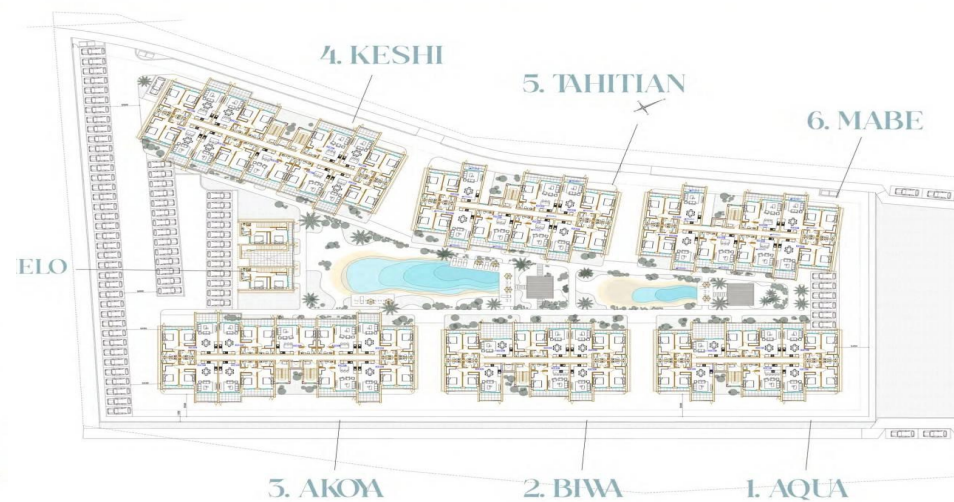 4. KESHI
5. TAHITIAN
6. MABE
ELO
3. AKOYA
2. BIWA
1. AQUA